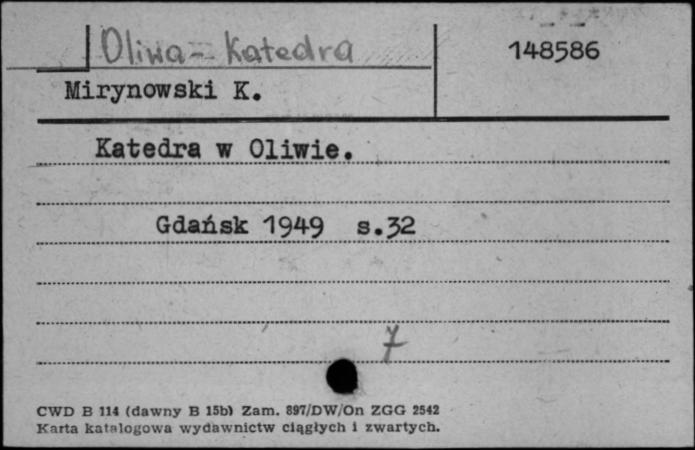 Oliwa - Katedra
148586
Mirynowski K.
Katedra w Oliwie.
Gdańsk 1949 s.32
7
CWD B 114 (dawny B 15b) Zam. 897/DW/On ZGG 2542
Karta katalogowa wydawnictw ciągłych i zwartych.